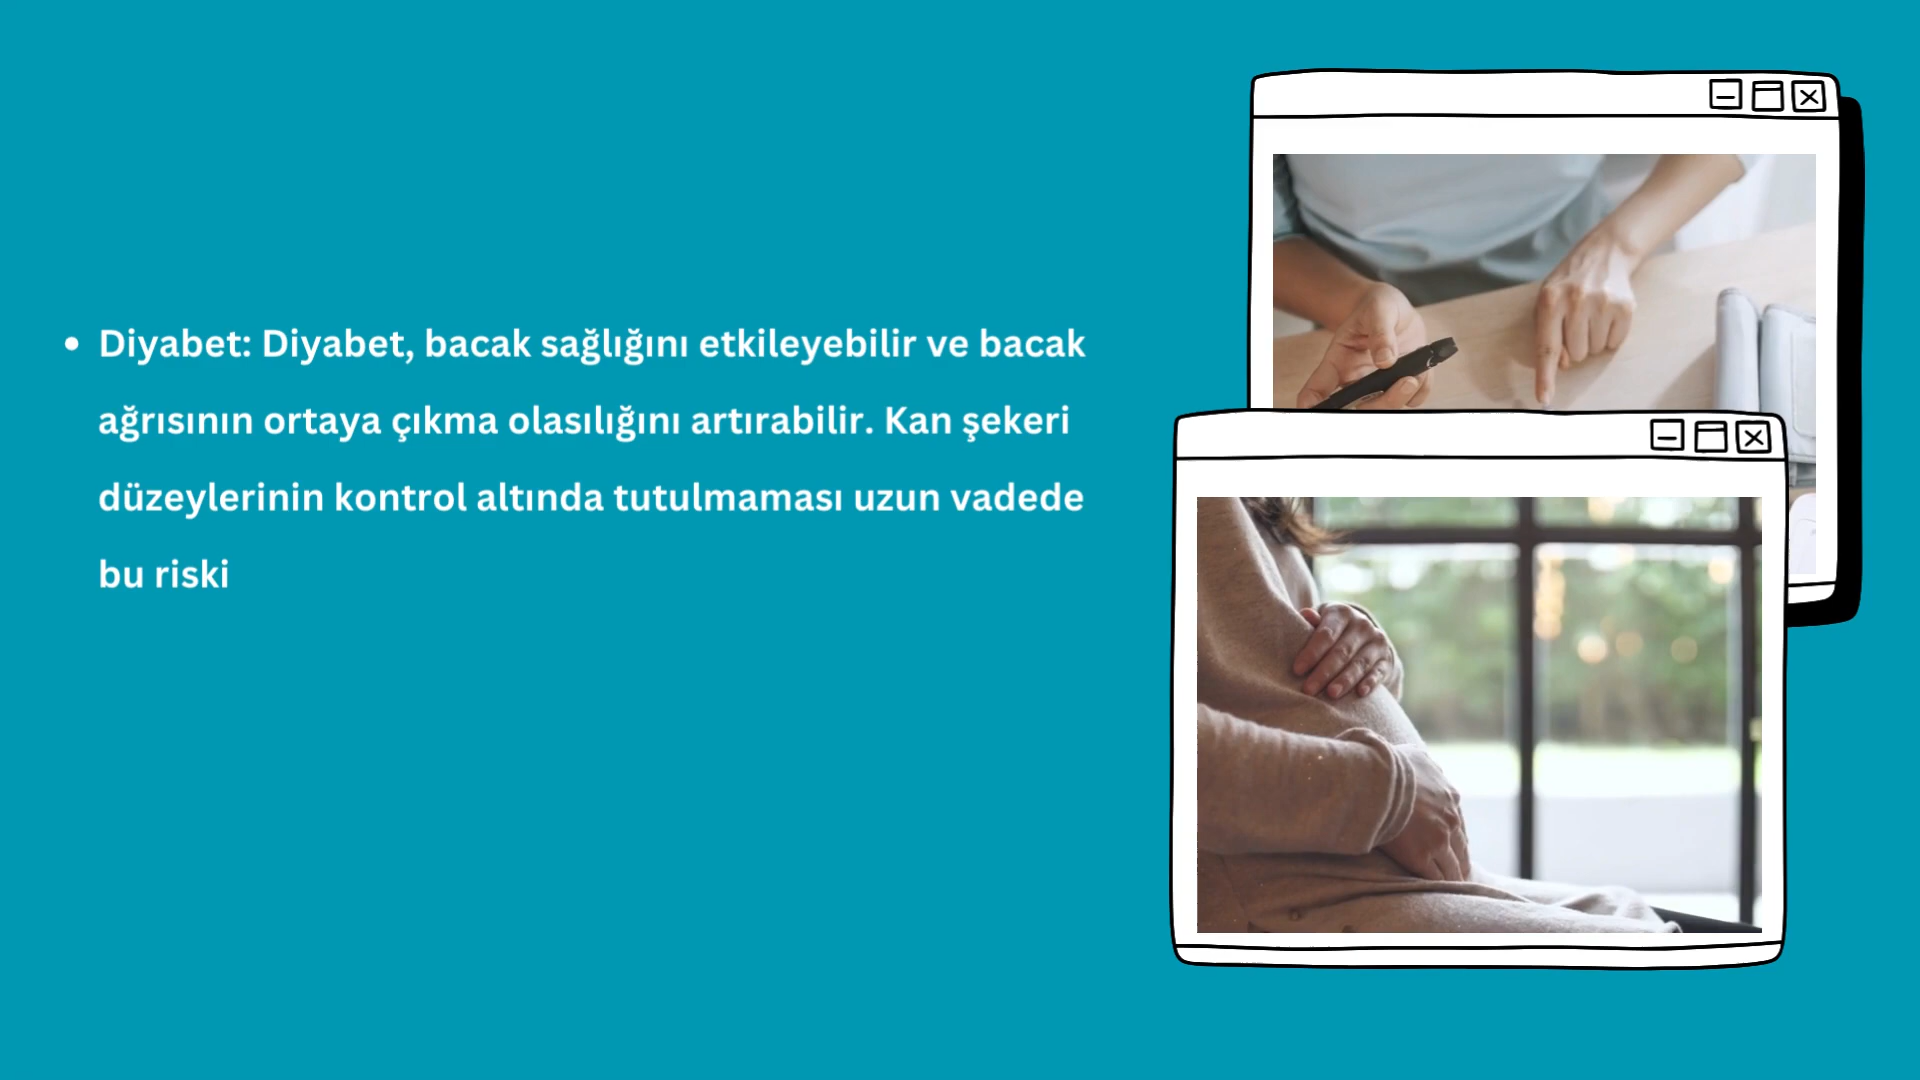 • Diyabet: Diyabet, bacak sağlığını etkileyebilir ve bacak
ağrısının ortaya çıkma olasılığını artırabilir. Kan şekeri
düzeylerinin kontrol altında tutulmaması uzun vadede
bu riski